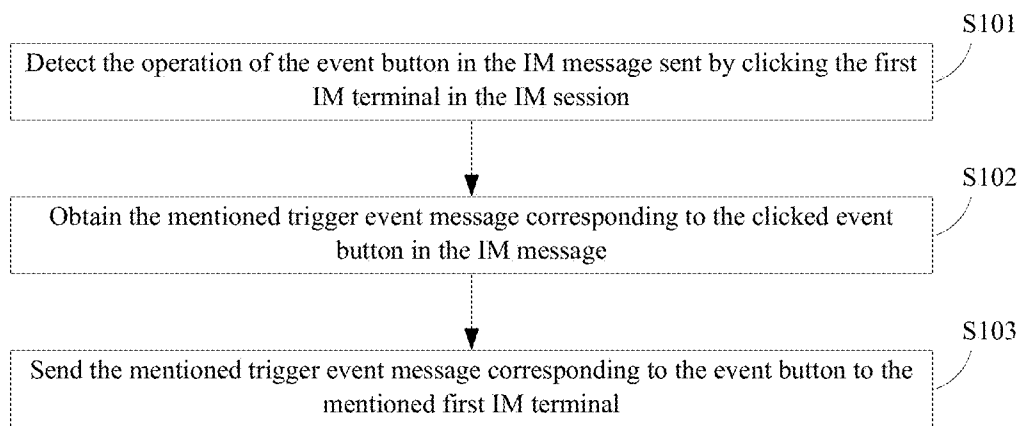 S101
Detect the operation of the event button in the IM message sent by clicking the first
IM terminal in the IM session
S102
Obtain the mentioned trigger event message corresponding to the clicked event
button in the IM message
S103
Send the mentioned trigger event message corresponding to the event button to the
mentioned first IM terminal